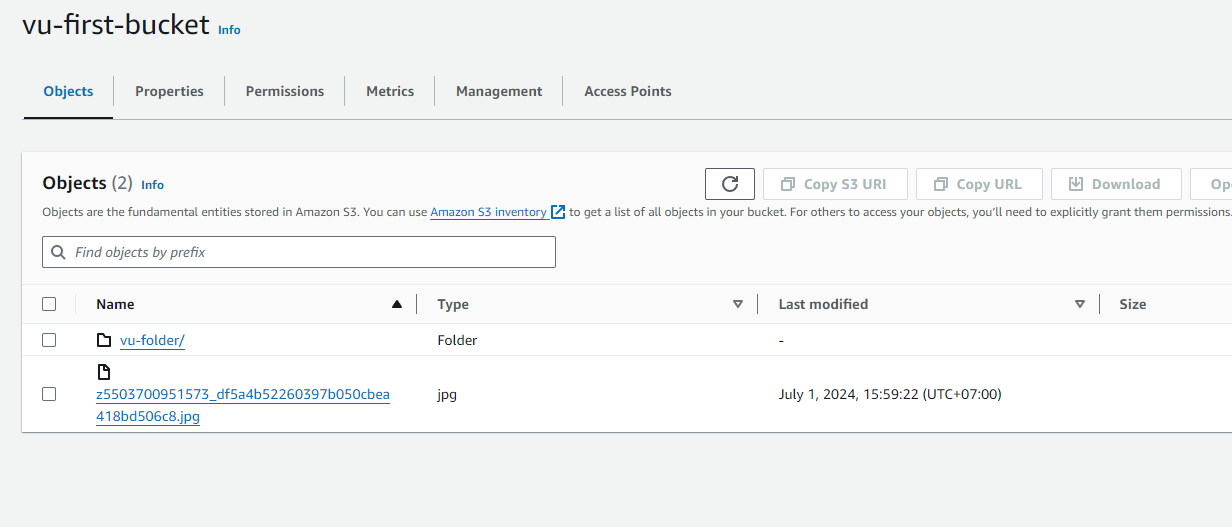 vu-first-bucket Info
Objects Properties Permissions Metrics Management Access Points
Objects (2) Info
Copy S3 URI Copy URL Download Op
Objects are the fundamental entities stored in Amazon S3. You can use Amazon S3 inventory to get a list of all objects in your bucket. For others to access your objects, you'll need to explicitly grant them permissions.
Find objects by prefix
Name Type Last modified Size
vu-folder/ Folder -
z5503700951573_df5a4b52260397b050cbea
418bd506c8.jpg
jpg July 1, 2024, 15:59:22 (UTC+07:00)